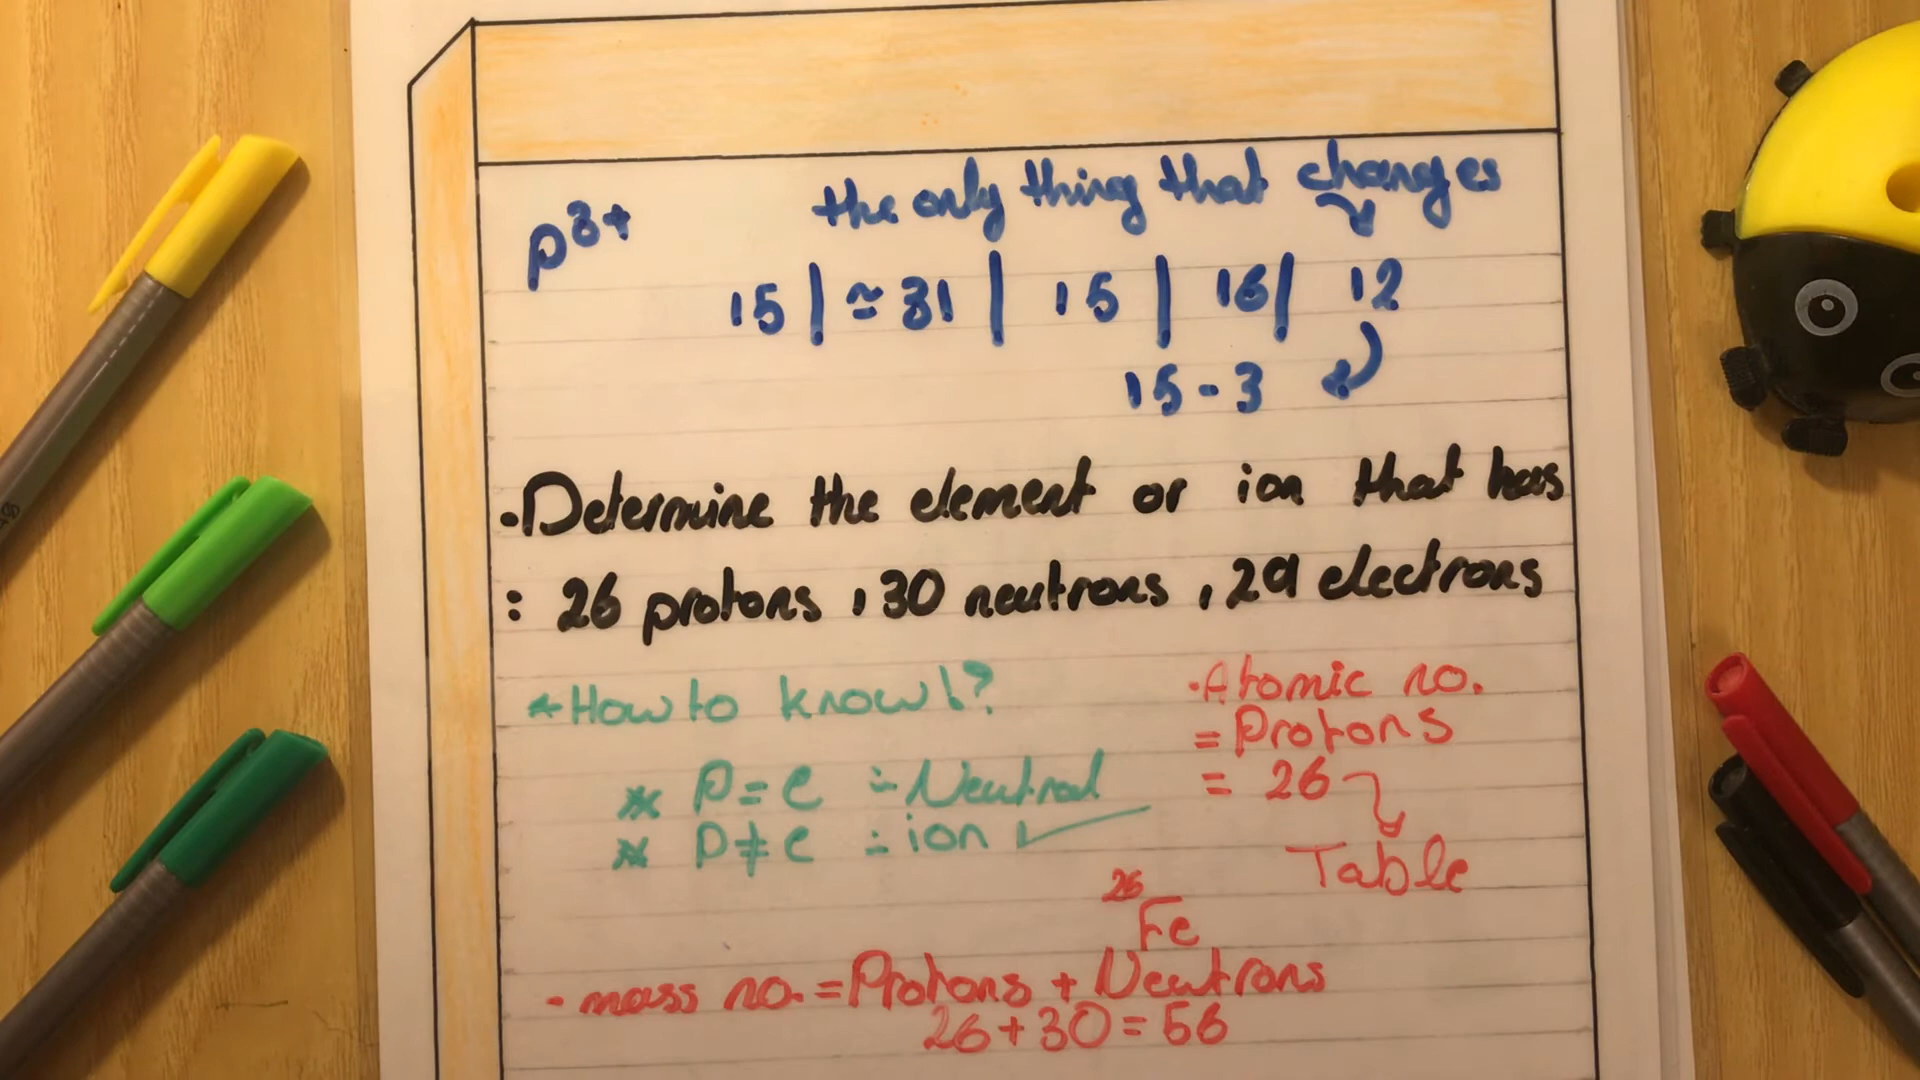 P³⁺
the only thing that changes
15 | ≃ 31 | 15 | 16 | 12
15 - 3
• Determine the element or ion that has
: 26 protons , 30 neutrons , 29 electrons
* How to know !?
* P = e ∴ Neutral
* P ≠ e ∴ ion ✓
• Atomic no.
= Protons
= 26
Table
26
Fe
- mass no. = Protons + Neutrons
26 + 30 = 56